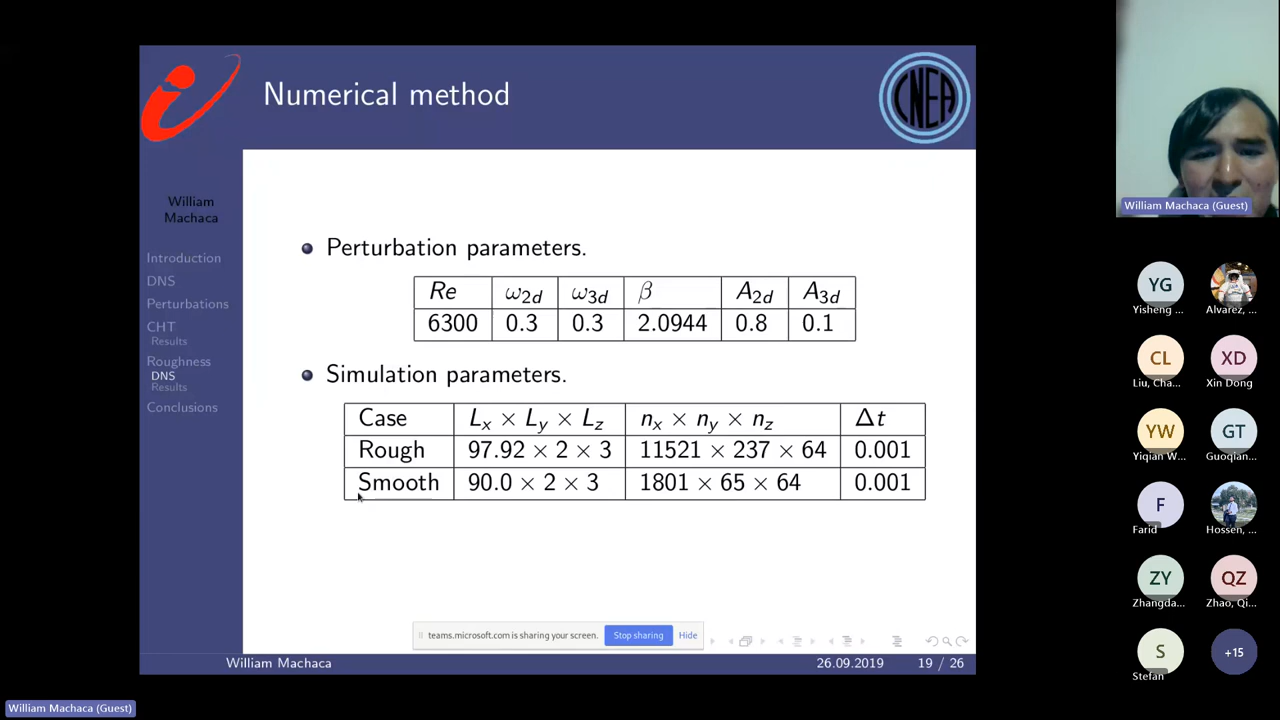 Numerical method
CNEA
William
Machaca
Introduction
DNS
Perturbations
CHT
Results
Roughness
DNS
Results
Conclusions
Perturbation parameters.
Re ω2d ω3d β A2d A3d
6300 0.3 0.3 2.0944 0.8 0.1
Simulation parameters.
Case Lx × Ly × Lz nx × ny × nz Δt
Rough 97.92 × 2 × 3 11521 × 237 × 64 0.001
Smooth 90.0 × 2 × 3 1801 × 65 × 64 0.001
teams.microsoft.com is sharing your screen. Stop sharing Hide
William Machaca 26.09.2019 19 / 26
William Machaca (Guest)
YG
Yisheng ... Alvarez, ...
CL XD
Liu, Cha... Xin Dong
YW GT
Yiqian W... Guoqlan...
F
Farid Hossen, ...
ZY QZ
Zhangda... Zhao, Qi...
S +15
Stefan
William Machaca (Guest)